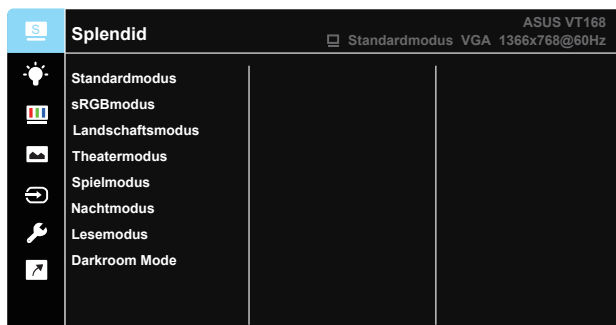 S
Splendid
ASUS VT168
Standardmodus VGA 1366x768@60Hz
Standardmodus
sRGBmodus
Landschaftsmodus
Theatermodus
Spielmodus
Nachtmodus
Lesemodus
Darkroom Mode